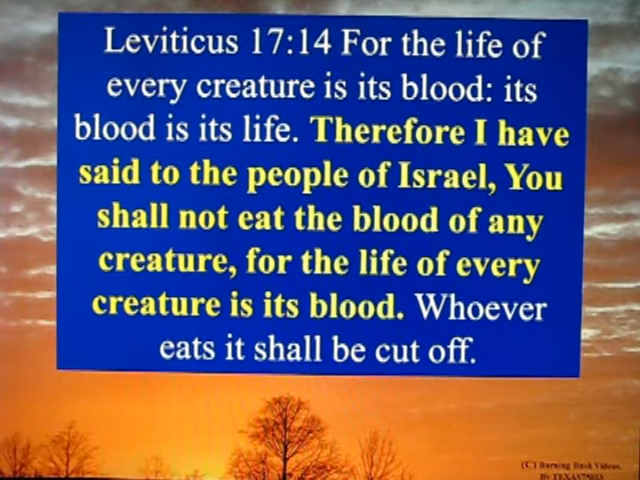 Leviticus 17:14 For the life of
every creature is its blood: its
blood is its life. Therefore I have
said to the people of Israel, You
shall not eat the blood of any
creature, for the life of every
creature is its blood. Whoever
eats it shall be cut off.
(C) Burning Bush Videos.
By